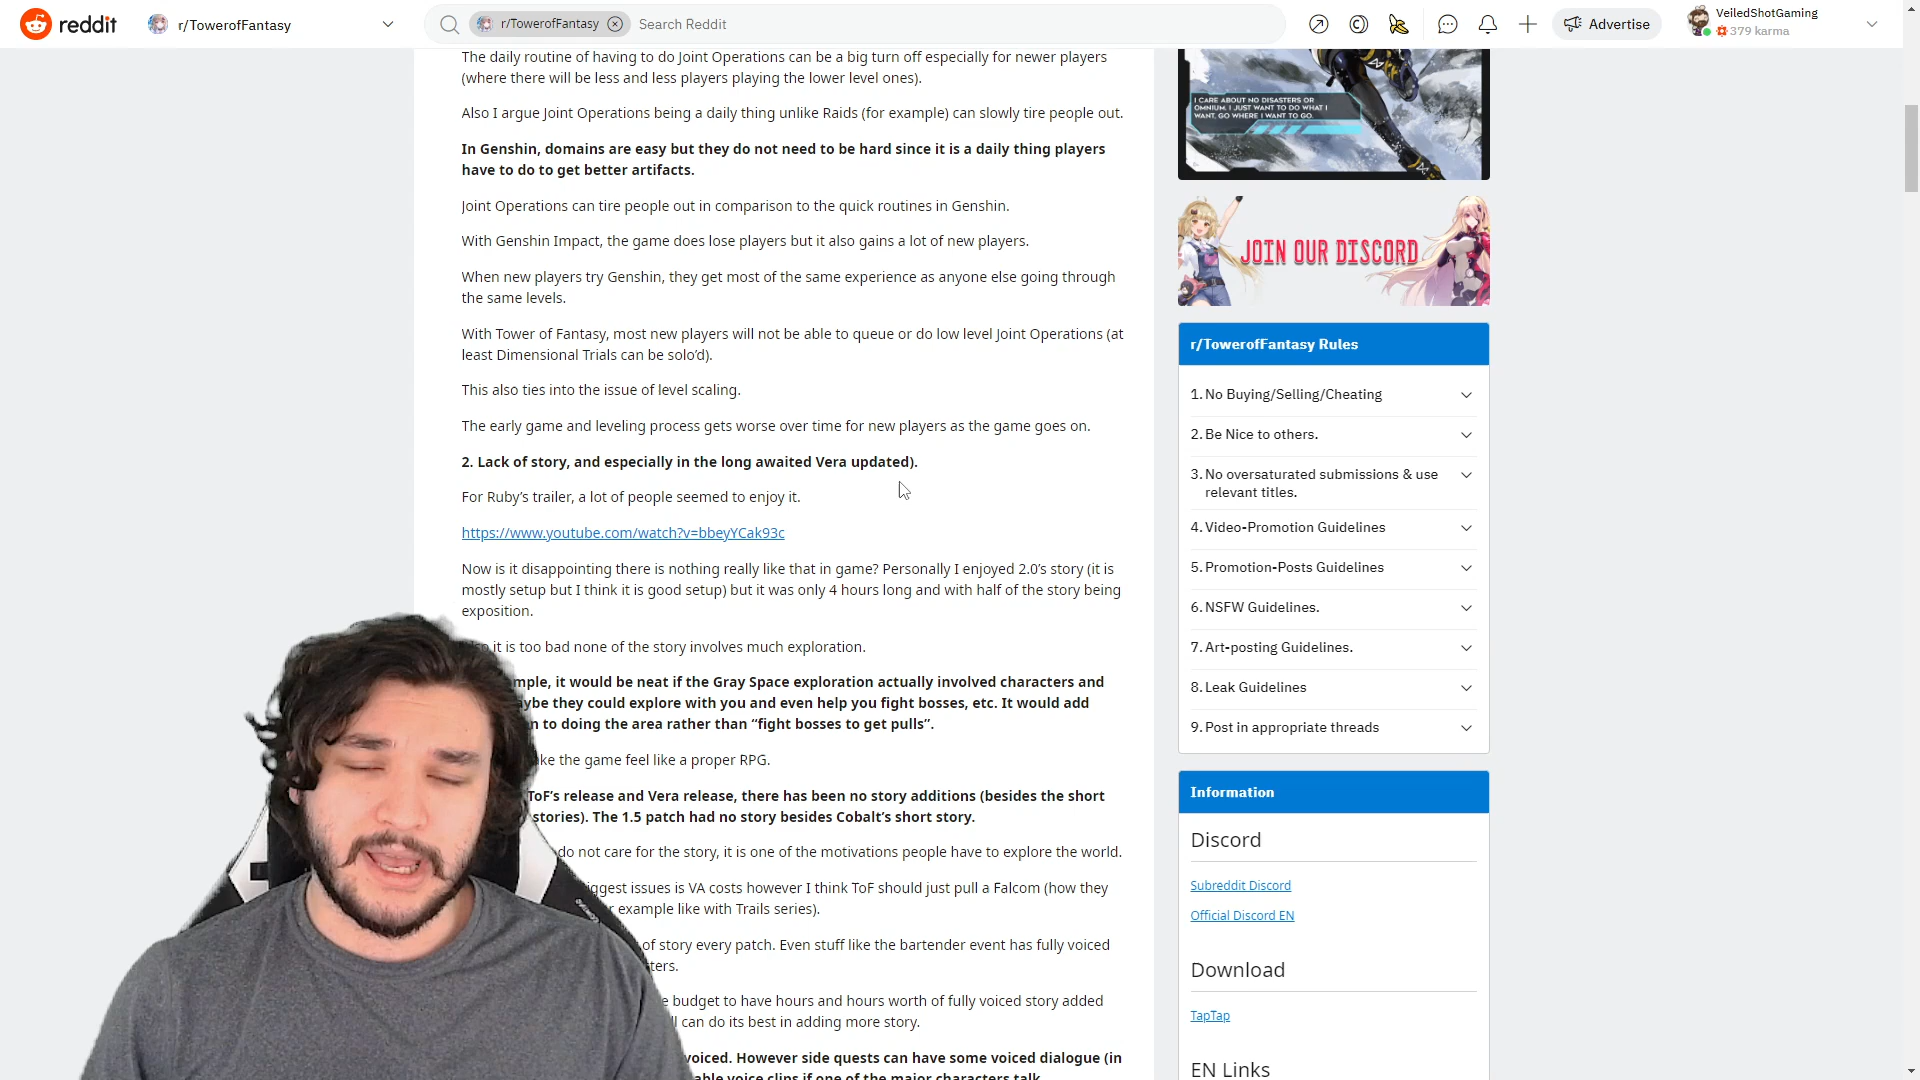 reddit
r/TowerofFantasy
r/TowerofFantasy
Search Reddit
Advertise
VeiledShotGaming
379 karma
The daily routine of having to do Joint Operations can be a big turn off especially for newer players
(where there will be less and less players playing the lower level ones).
Also I argue Joint Operations being a daily thing unlike Raids (for example) can slowly tire people out.
In Genshin, domains are easy but they do not need to be hard since it is a daily thing players
have to do to get better artifacts.
Joint Operations can tire people out in comparison to the quick routines in Genshin.
With Genshin Impact, the game does lose players but it also gains a lot of new players.
When new players try Genshin, they get most of the same experience as anyone else going through
the same levels.
With Tower of Fantasy, most new players will not be able to queue or do low level Joint Operations (at
least Dimensional Trials can be solo’d).
This also ties into the issue of level scaling.
The early game and leveling process gets worse over time for new players as the game goes on.
2. Lack of story, and especially in the long awaited Vera updated).
For Ruby’s trailer, a lot of people seemed to enjoy it.
https://www.youtube.com/watch?v=bbeyYCak93c
Now is it disappointing there is nothing really like that in game? Personally I enjoyed 2.0’s story (it is
mostly setup but I think it is good setup) but it was only 4 hours long and with half of the story being
exposition.
it is too bad none of the story involves much exploration.
mple, it would be neat if the Gray Space exploration actually involved characters and
ybe they could explore with you and even help you fight bosses, etc. It would add
n to doing the area rather than “fight bosses to get pulls”.
ke the game feel like a proper RPG.
ToF’s release and Vera release, there has been no story additions (besides the short
stories). The 1.5 patch had no story besides Cobalt’s short story.
do not care for the story, it is one of the motivations people have to explore the world.
ggest issues is VA costs however I think ToF should just pull a Falcom (how they
r example like with Trails series).
of story every patch. Even stuff like the bartender event has fully voiced
ters.
e budget to have hours and hours worth of fully voiced story added
ll can do its best in adding more story.
voiced. However side quests can have some voiced dialogue (in
able voice clips if one of the major characters talk
I CARE ABOUT NO DISASTERS OR
OMNIUM. I JUST WANT TO DO WHAT I
WANT, GO WHERE I WANT TO GO.
JOIN OUR DISCORD
r/TowerofFantasy Rules
1. No Buying/Selling/Cheating
2. Be Nice to others.
3. No oversaturated submissions & use
relevant titles.
4. Video-Promotion Guidelines
5. Promotion-Posts Guidelines
6. NSFW Guidelines.
7. Art-posting Guidelines.
8. Leak Guidelines
9. Post in appropriate threads
Information
Discord
Subreddit Discord
Official Discord EN
Download
TapTap
EN Links